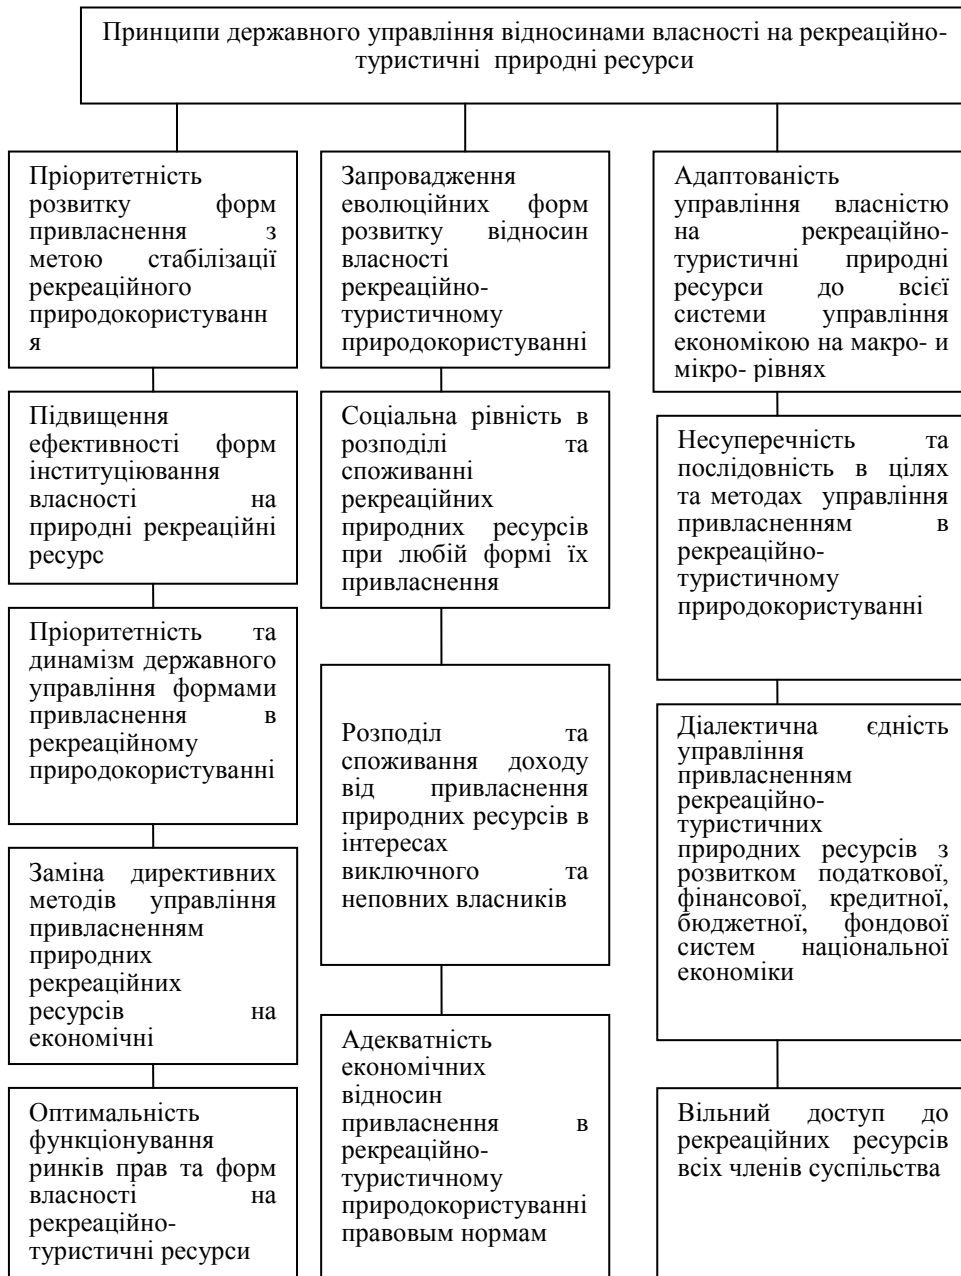 Принципи державного управління відносинами власності на рекреаційно-
туристичні природні ресурси
Пріоритетність
розвитку форм
привласнення з
метою стабілізації
рекреаційного
природокористуванн
я
Підвищення
ефективності форм
інституціювання
власності на
природні рекреаційні
ресурс
Пріоритетність та
динамізм державного
управління формами
привласнення в
рекреаційному
природокористуванні
Заміна директивних
методів управління
привласненням
природних
рекреаційних
ресурсів на
економічні
Оптимальність
функціонування
ринків прав та форм
власності на
рекреаційно-
туристичні ресурси
Запровадження
еволюційних форм
розвитку відносин
власності
рекреаційно-
туристичному
природокористуванні
Соціальна рівність в
розподілі та
споживанні
рекреаційних
природних ресурсів
при любій формі їх
привласнення
Розподіл та
споживання доходу
від привласнення
природних ресурсів в
інтересах
виключного та
неповних власників
Адекватність
економічних
відносин
привласнення в
рекреаційно-
туристичному
природокористуванні
правовым нормам
Адаптованість
управління власністю
на рекреаційно-
туристичні природні
ресурси до всієї
системи управління
економікою на макро- и
мікро- рівнях
Несуперечність та
послідовність в цілях
та методах управління
привласненням в
рекреаційно-
туристичному
природокористуванні
Діалектична єдність
управління
привласненням
рекреаційно-
туристичних
природних ресурсів з
розвитком податкової,
фінансової, кредитної,
бюджетної, фондової
систем національної
економіки
Вільний доступ до
рекреаційних ресурсів
всіх членів суспільства